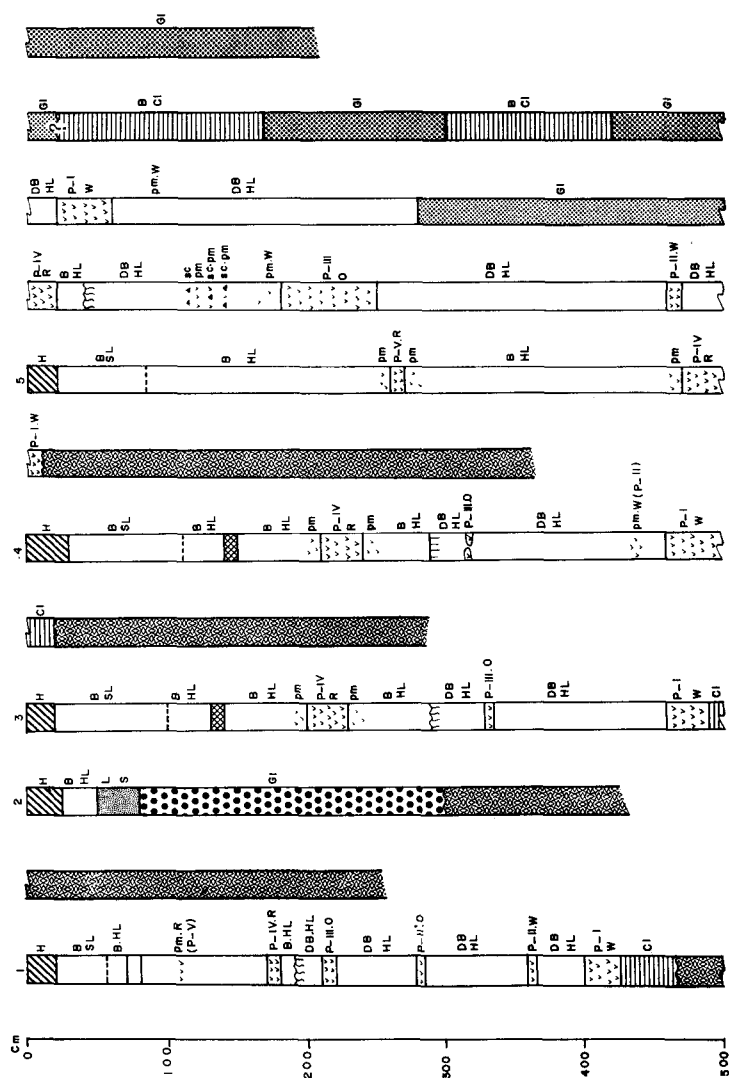 Cm
0
100
200
300
400
500
1
H
B
SL
B.HL
pm.R
(P-V)
P-IV.R
B.HL
DB.HL
P-III.O
DB
HL
P-II'.O
DB
HL
P-II.W
DB
HL
P-I
W
Cl
2
H
B
HL
L
S
Gl
3
H
B
SL
B
HL
B
HL
pm
P-IV
R
pm
B
HL
DB
HL
P-III.O
DB
HL
P-I
W
Cl
Cl
4
H
B
SL
B
HL
B
HL
pm
P-IV
R
pm
B
HL
DB
HL
P-III.O
DB
HL
pm.W (P-II)
P-I
W
P-I.W
5
H
B
SL
B
HL
pm
P-V.R
pm
B
HL
pm
P-IV
R
P-IV
R
B
HL
DB
HL
sc
pm
sc.pm
sc.pm
pm.W
P-III
O
DB
HL
P-II.W
DB
HL
DB
HL
P-I
W
pm.W
DB
HL
Gl
Gl
?
B
Cl
Gl
B
Cl
Gl
Gl